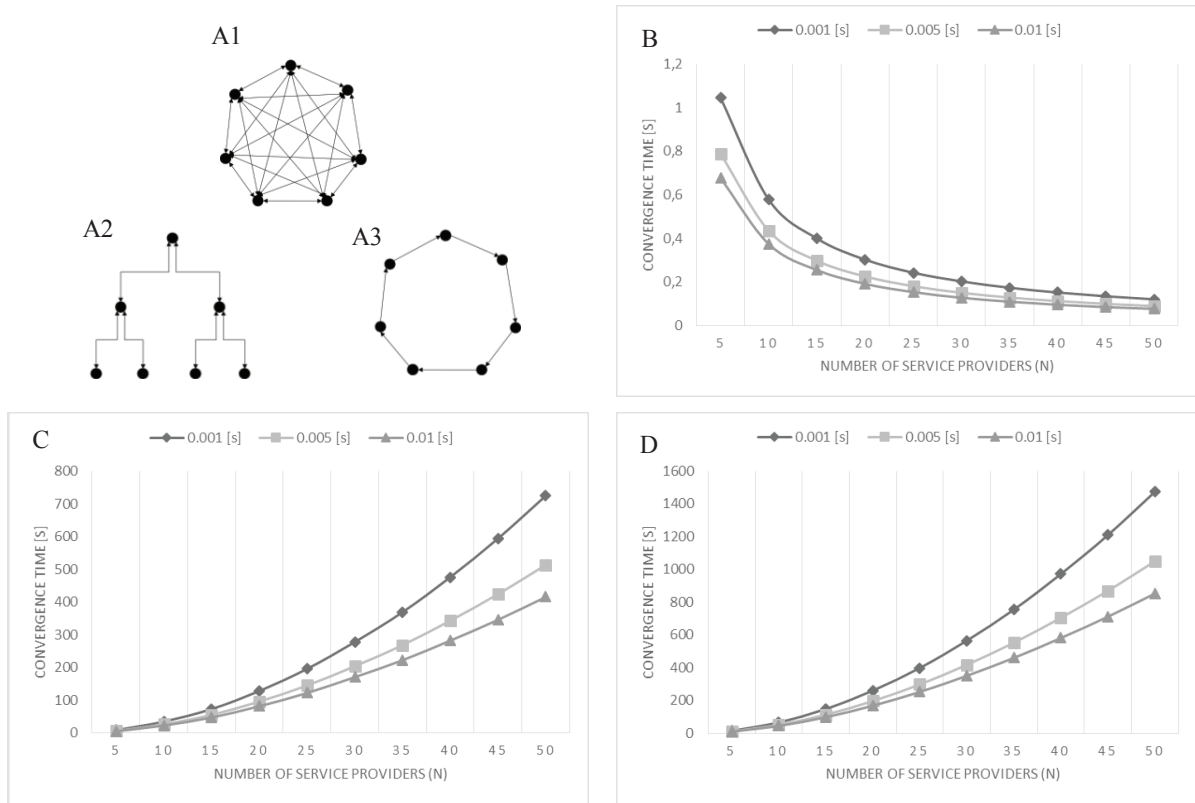 A1
A2
A3
B
0.001 [s] 0.005 [s] 0.01 [s]
CONVERGENCE TIME [S]
1,2
1
0,8
0,6
0,4
0,2
0
5 10 15 20 25 30 35 40 45 50
NUMBER OF SERVICE PROVIDERS (N)
C
0.001 [s] 0.005 [s] 0.01 [s]
CONVERGENCE TIME [S]
800
700
600
500
400
300
200
100
0
5 10 15 20 25 30 35 40 45 50
NUMBER OF SERVICE PROVIDERS (N)
D
0.001 [s] 0.005 [s] 0.01 [s]
CONVERGENCE TIME [S]
1600
1400
1200
1000
800
600
400
200
0
5 10 15 20 25 30 35 40 45 50
NUMBER OF SERVICE PROVIDERS (N)